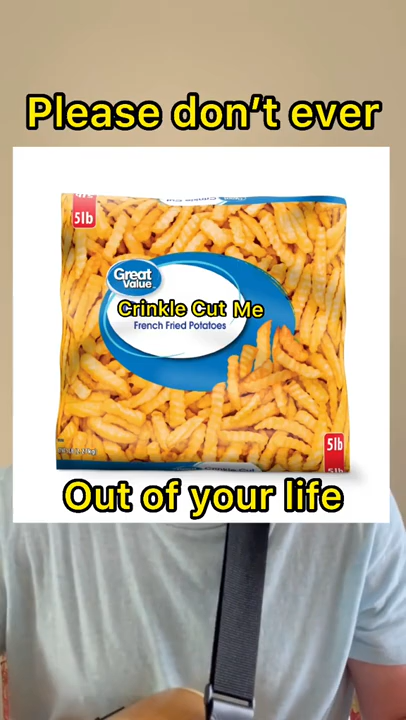 Please don't ever
5lb
Great
Value
Crinkle Cut Me
French Fried Potatoes
5lb
Out of your life